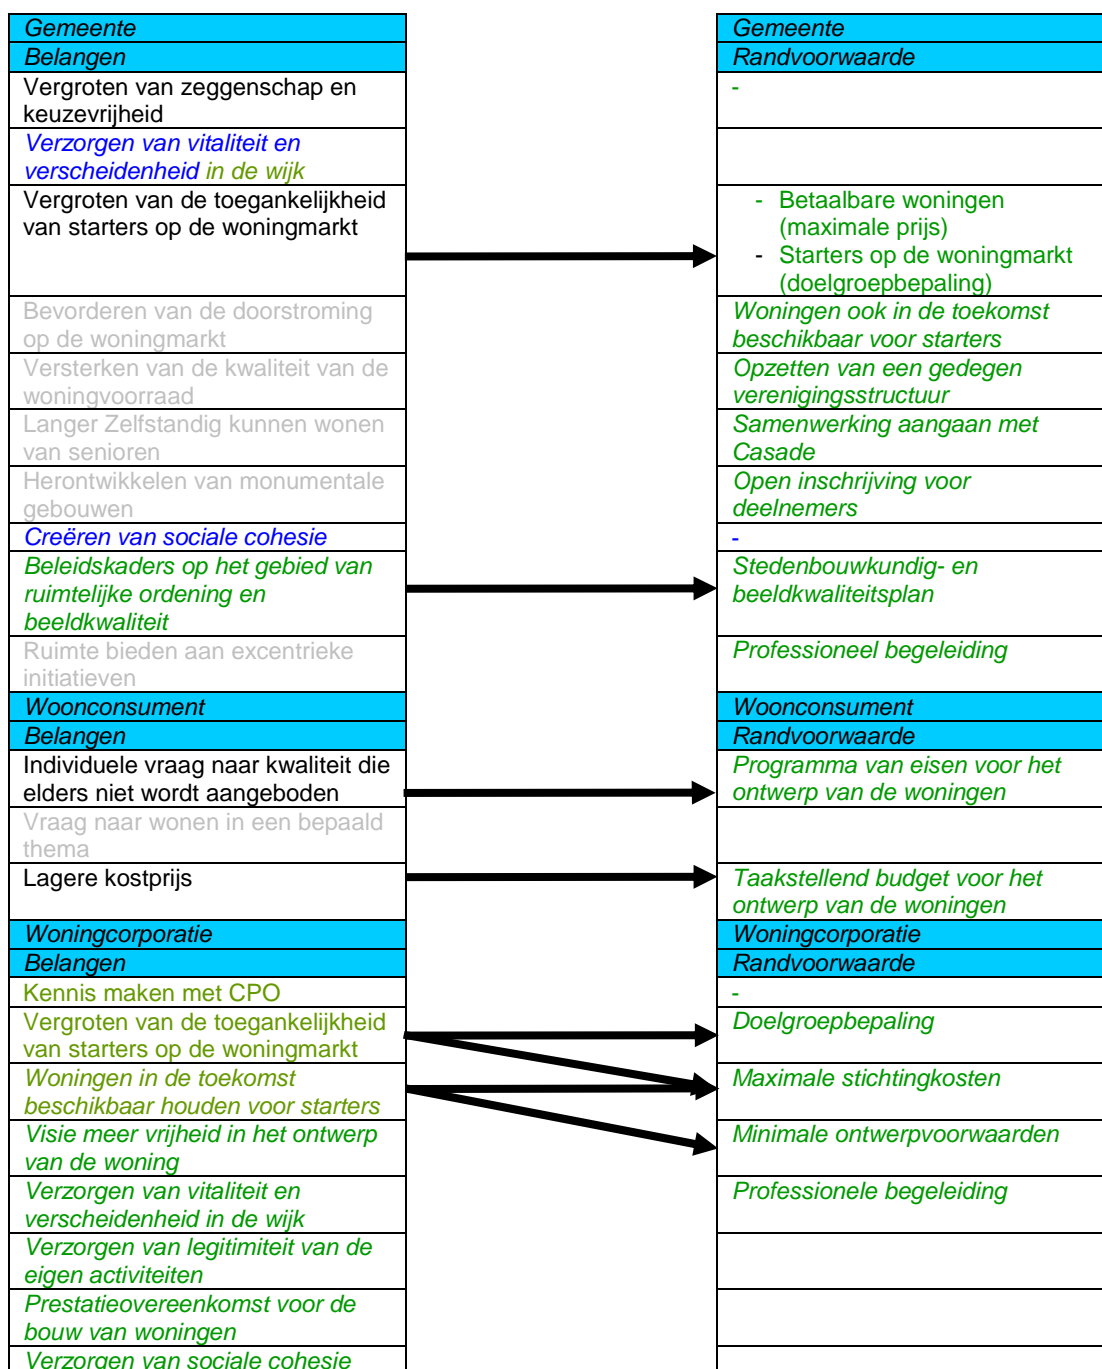 Gemeente
Belangen
Vergroten van zeggenschap en
keuzevrijheid
Verzorgen van vitaliteit en
verscheidenheid in de wijk
Vergroten van de toegankelijkheid
van starters op de woningmarkt
Bevorderen van de doorstroming
op de woningmarkt
Versterken van de kwaliteit van de
woningvoorraad
Langer Zelfstandig kunnen wonen
van senioren
Herontwikkelen van monumentale
gebouwen
Creëren van sociale cohesie
Beleidskaders op het gebied van
ruimtelijke ordening en
beeldkwaliteit
Ruimte bieden aan excentrieke
initiatieven
Woonconsument
Belangen
Individuele vraag naar kwaliteit die
elders niet wordt aangeboden
Vraag naar wonen in een bepaald
thema
Lagere kostprijs
Woningcorporatie
Belangen
Kennis maken met CPO
Vergroten van de toegankelijkheid
van starters op de woningmarkt
Woningen in de toekomst
beschikbaar houden voor starters
Visie meer vrijheid in het ontwerp
van de woning
Verzorgen van vitaliteit en
verscheidenheid in de wijk
Verzorgen van legitimiteit van de
eigen activiteiten
Prestatieovereenkomst voor de
bouw van woningen
Verzorgen van sociale cohesie
Gemeente
Randvoorwaarde
-
- Betaalbare woningen
(maximale prijs)
- Starters op de woningmarkt
(doelgroepbepaling)
Woningen ook in de toekomst
beschikbaar voor starters
Opzetten van een gedegen
verenigingsstructuur
Samenwerking aangaan met
Casade
Open inschrijving voor
deelnemers
-
Stedenbouwkundig- en
beeldkwaliteitsplan
Professioneel begeleiding
Woonconsument
Randvoorwaarde
Programma van eisen voor het
ontwerp van de woningen
Taakstellend budget voor het
ontwerp van de woningen
Woningcorporatie
Randvoorwaarde
-
Doelgroepbepaling
Maximale stichtingkosten
Minimale ontwerpvoorwaarden
Professionele begeleiding